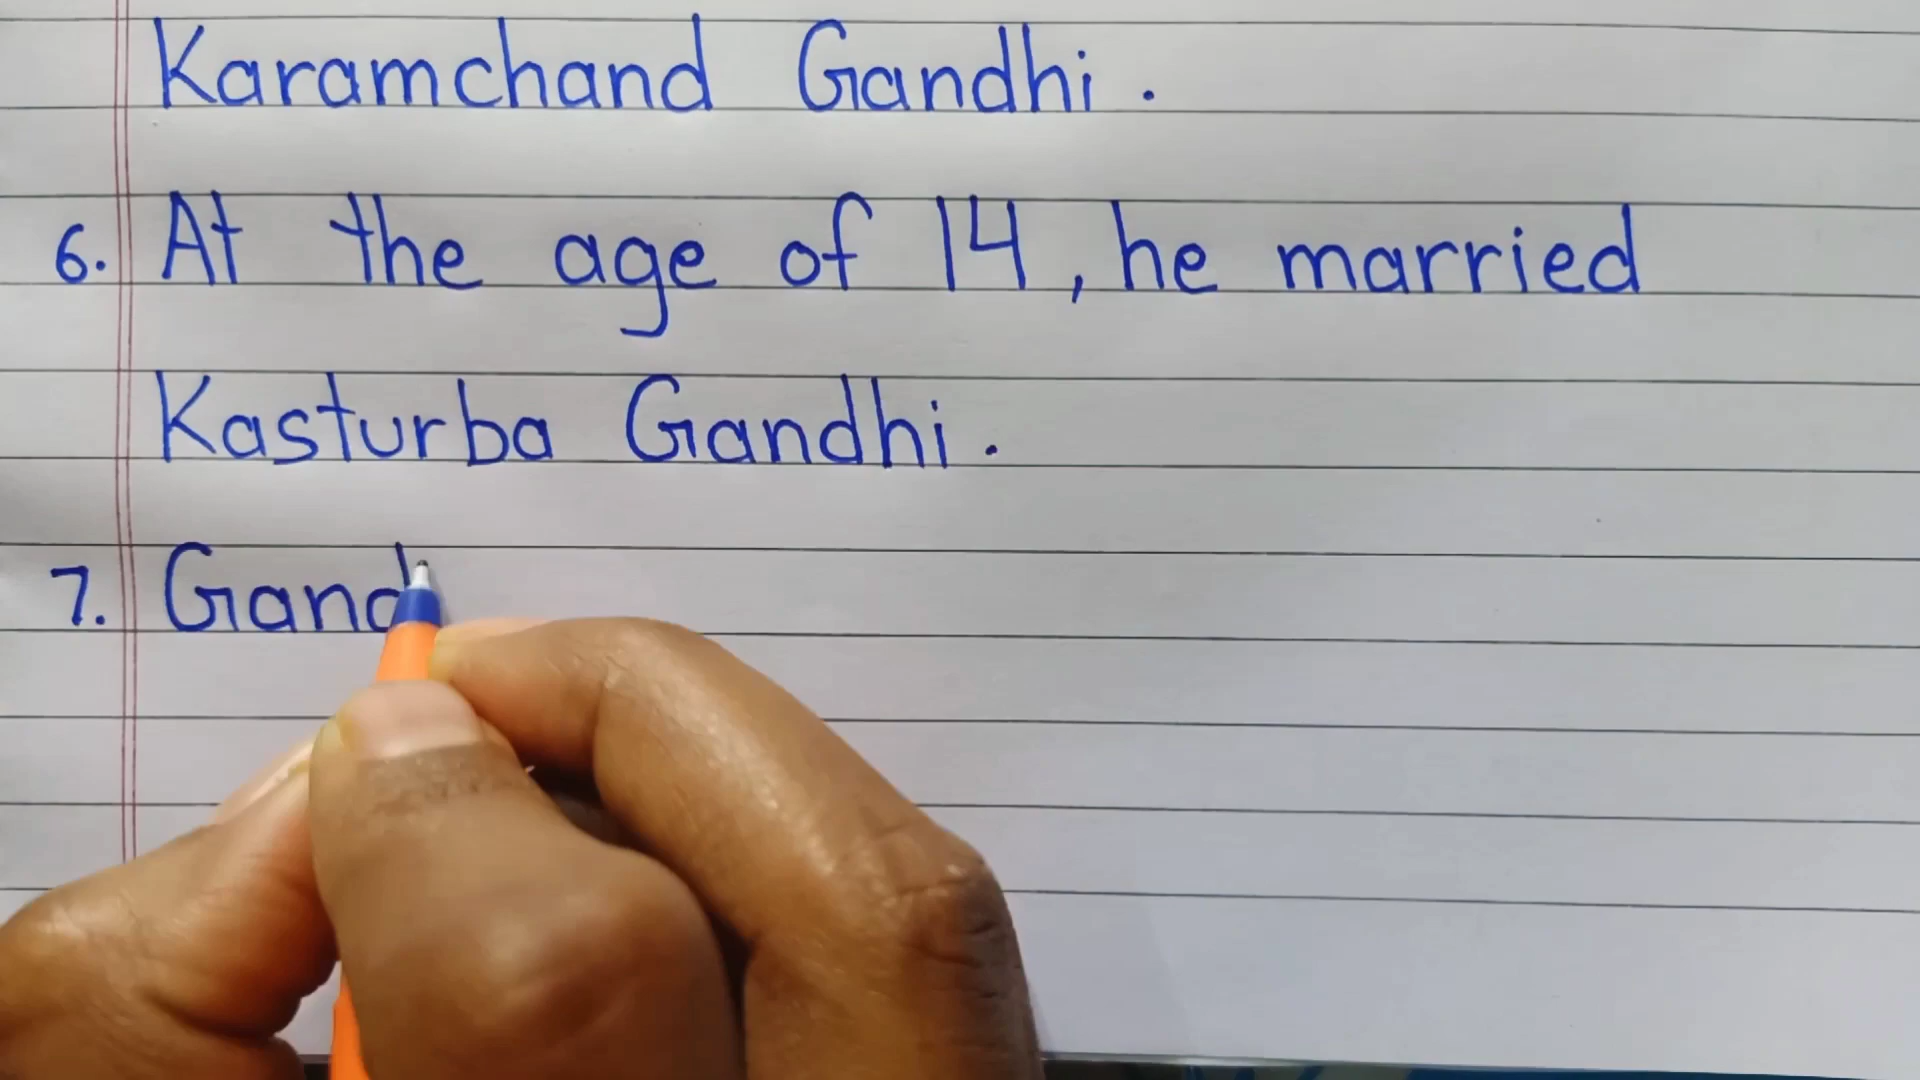 Karamchand Gandhi.
6. At the age of 14, he married
Kasturba Gandhi.
7. Gand